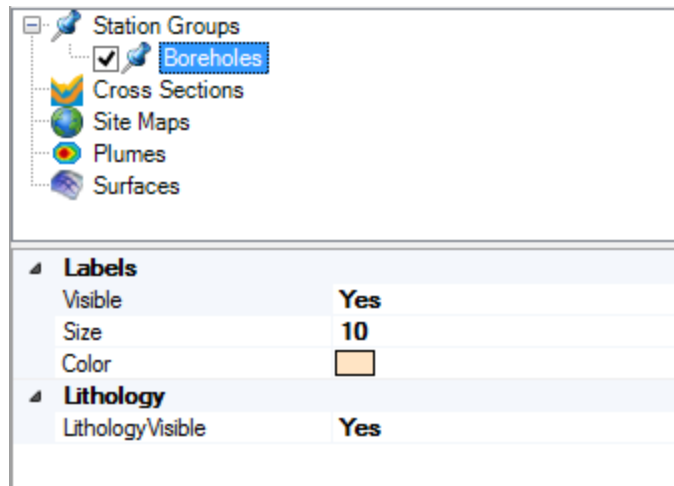 Station Groups
Boreholes
Cross Sections
Site Maps
Plumes
Surfaces
Labels
Visible Yes
Size 10
Color
Lithology
LithologyVisible Yes